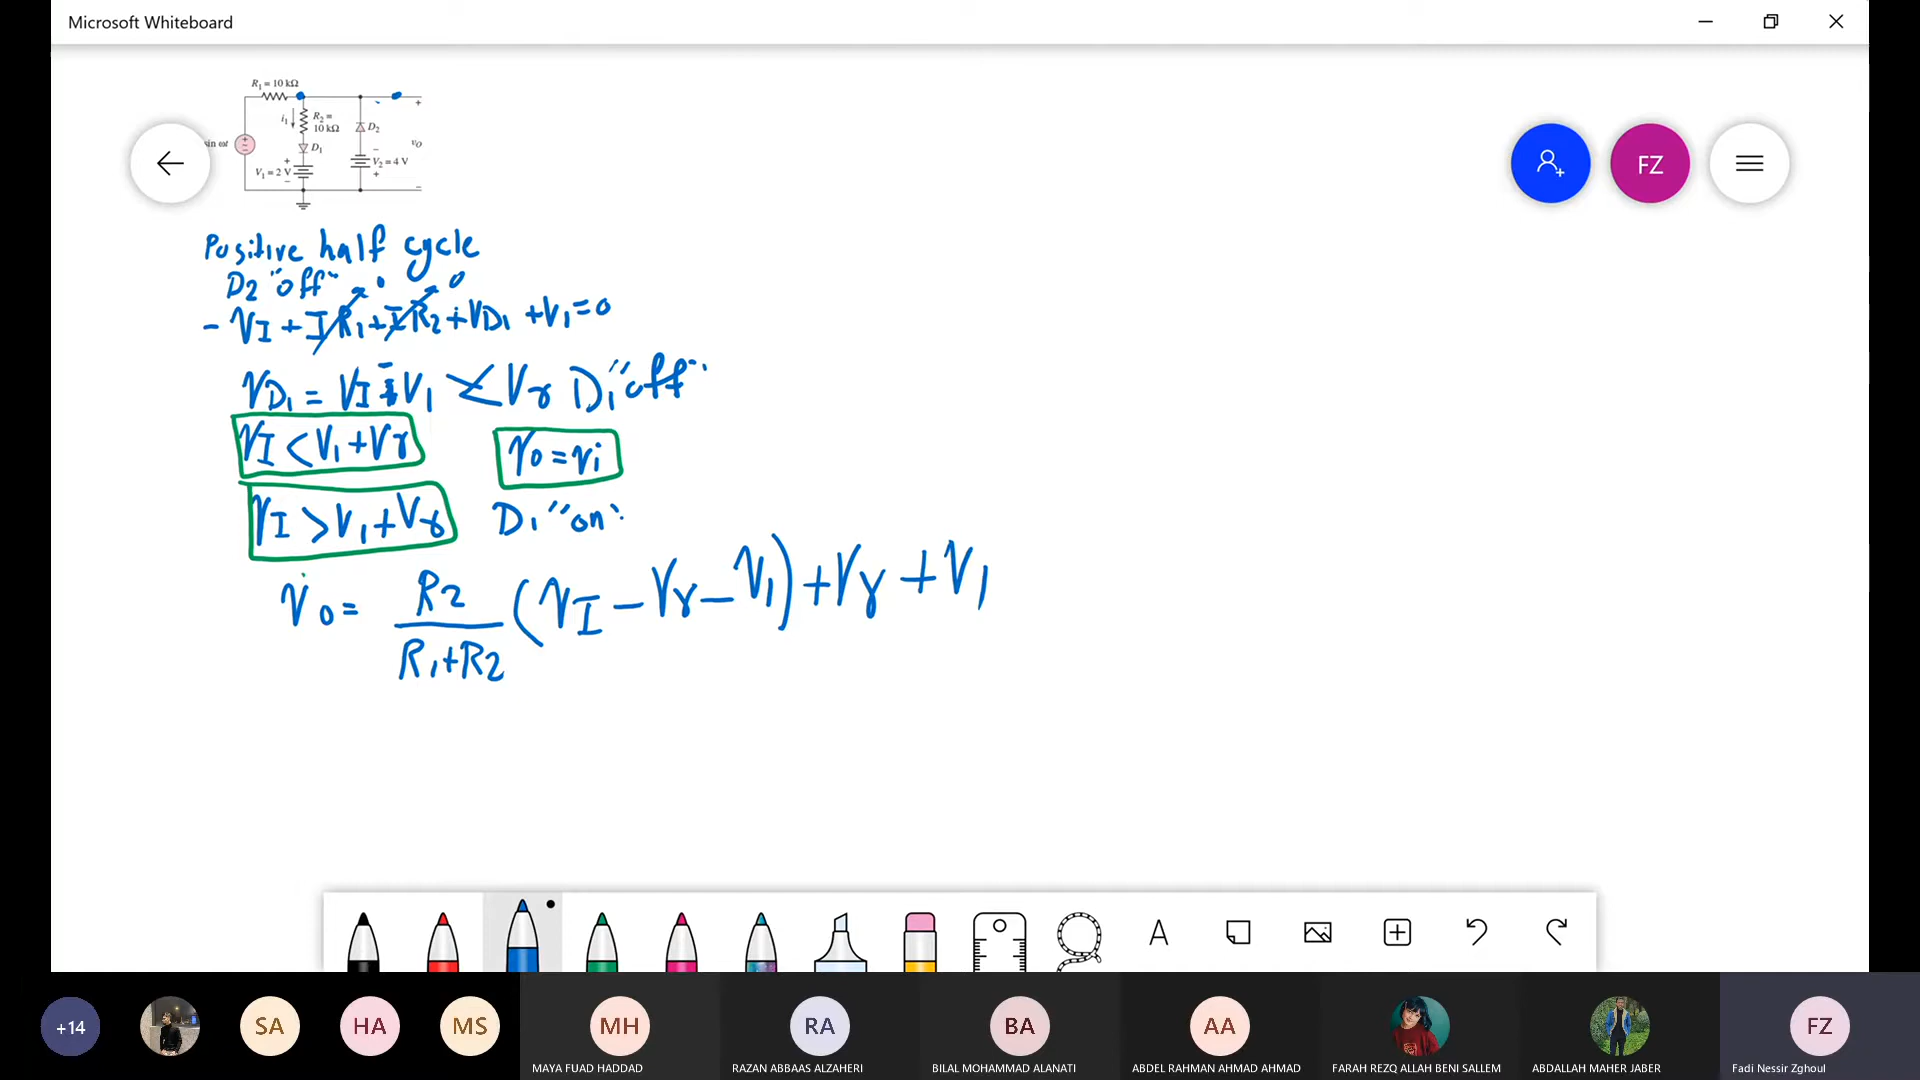 Microsoft Whiteboard
R₁ = 10 kΩ
i₁
R₂ =
10 kΩ
D₂
sin ωt
D₁
vO
V₁ = 2 V
V₂ = 4 V
FZ
Positive half cycle
D2 "off" 0 0
- VI + IR1 + IR2 + VD1 + V1 = 0
VD1 = VI - V1 < Vγ D1 "off"
VI < V1 + Vγ
Vo = Vi
VI > V1 + Vγ
D1 "on"
Vo = R2 / (R1+R2) (VI - Vγ - V1) + Vγ + V1
A
+14
SA
HA
MS
MH
RA
BA
AA
FZ
MAYA FUAD HADDAD
RAZAN ABBAAS ALZAHERI
BILAL MOHAMMAD ALANATI
ABDEL RAHMAN AHMAD AHMAD
FARAH REZQ ALLAH BENI SALLEM
ABDALLAH MAHER JABER
Fadi Nessir Zghoul